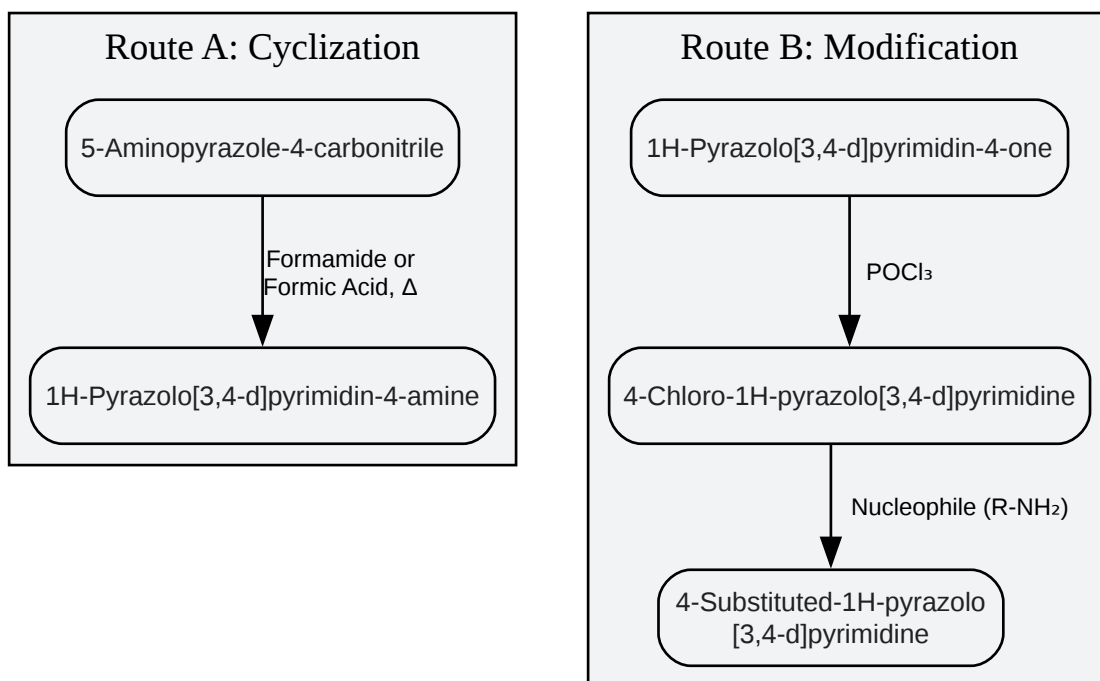 Route A: Cyclization
5-Aminopyrazole-4-carbonitrile
Formamide or
Formic Acid, Δ
1H-Pyrazolo[3,4-d]pyrimidin-4-amine
Route B: Modification
1H-Pyrazolo[3,4-d]pyrimidin-4-one
POCl₃
4-Chloro-1H-pyrazolo[3,4-d]pyrimidine
Nucleophile (R-NH₂)
4-Substituted-1H-pyrazolo
[3,4-d]pyrimidine